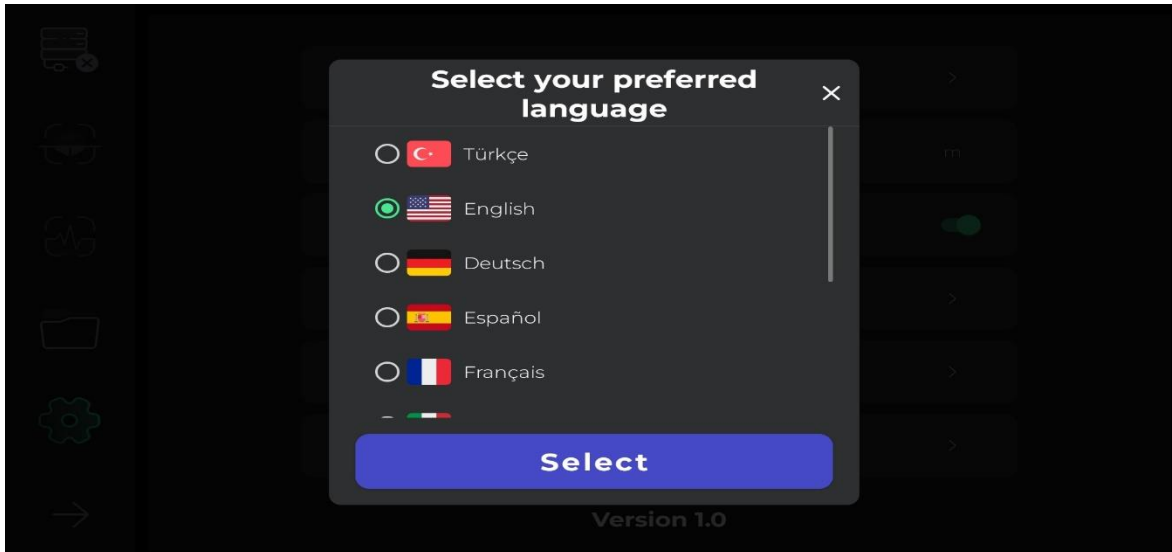 Select your preferred
language
Türkçe
English
m
Deutsch
Español
Français
Select
Version 1.0